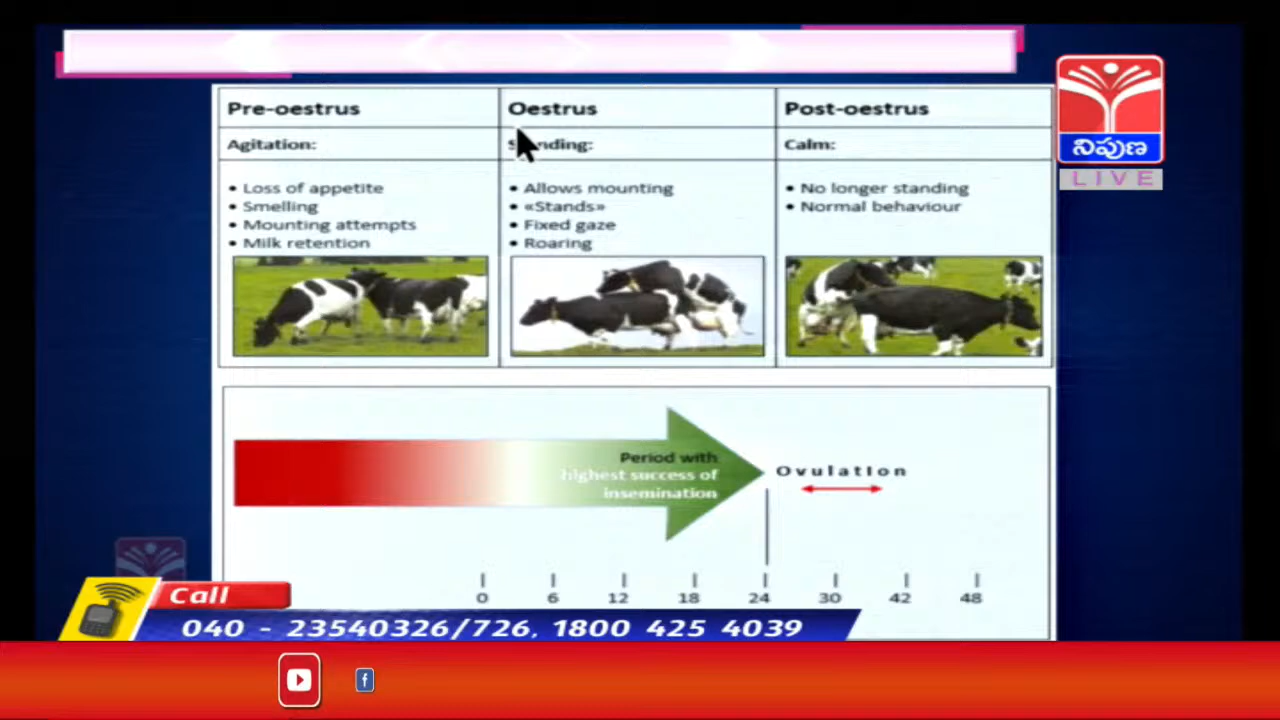 Pre-oestrus
Oestrus
Post-oestrus
Agitation:
Calm:
• Loss of appetite
• Smelling
• Mounting attempts
• Milk retention
• Allows mounting
• «Stands»
• Fixed gaze
• Roaring
• No longer standing
• Normal behaviour
నిపుణ
LIVE
Period with
highest success of
insemination
Ovulation
0 6 12 18 24 30 42 48
Call
040 - 23540326/726, 1800 425 4039